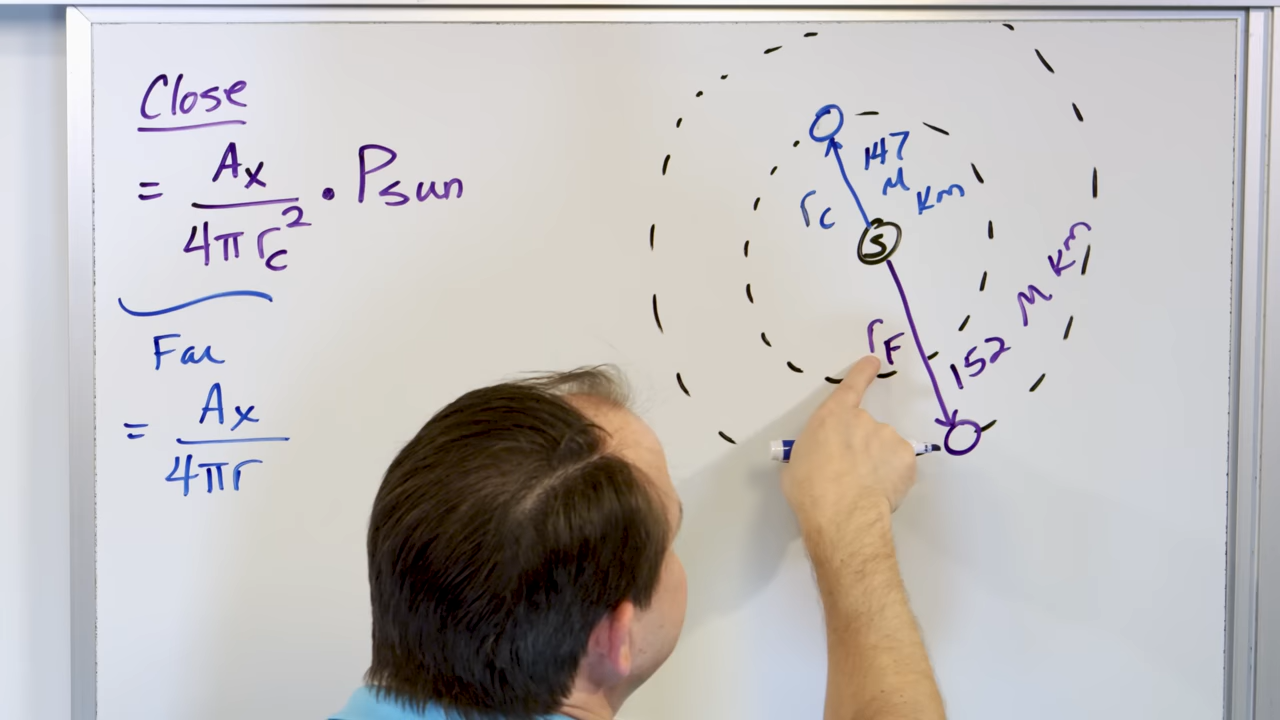 Close
= Ax / 4πrc² · Psun
Far
= Ax / 4πr
147
M
Km
rc
S
rF
152 M Km